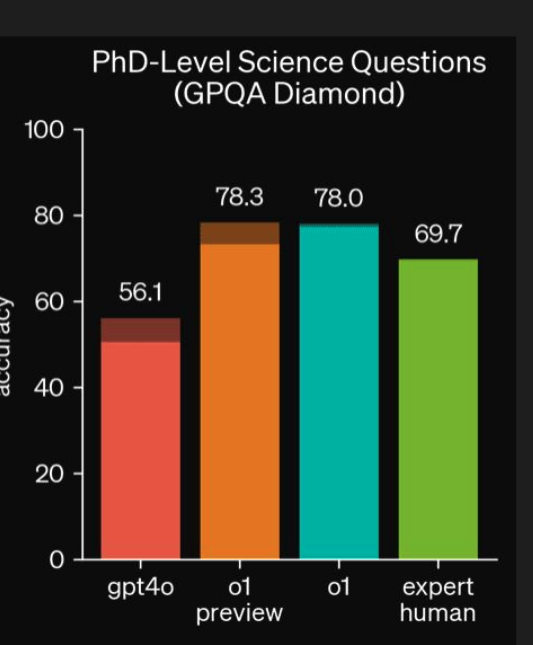 PhD-Level Science Questions
(GPQA Diamond)
accuracy
100
80
60
40
20
0
56.1
78.3
78.0
69.7
gpt4o
o1
preview
o1
expert
human